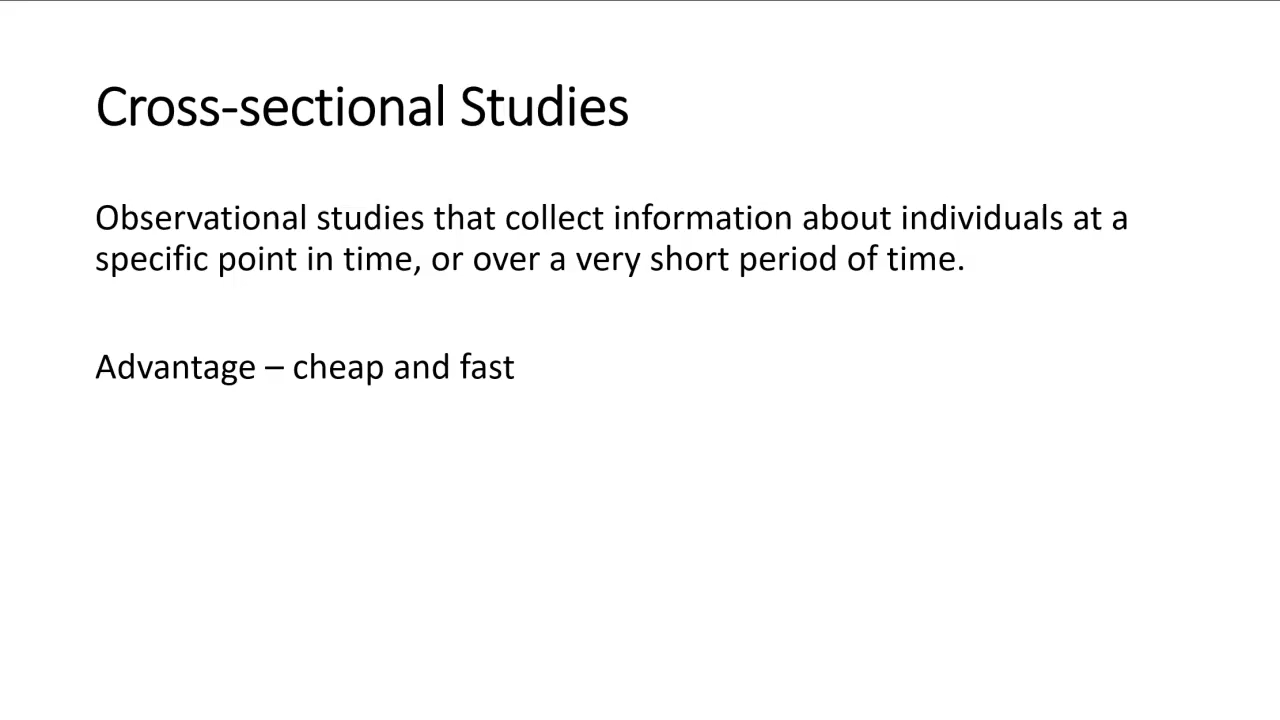 Cross-sectional Studies
Observational studies that collect information about individuals at a
specific point in time, or over a very short period of time.
Advantage – cheap and fast